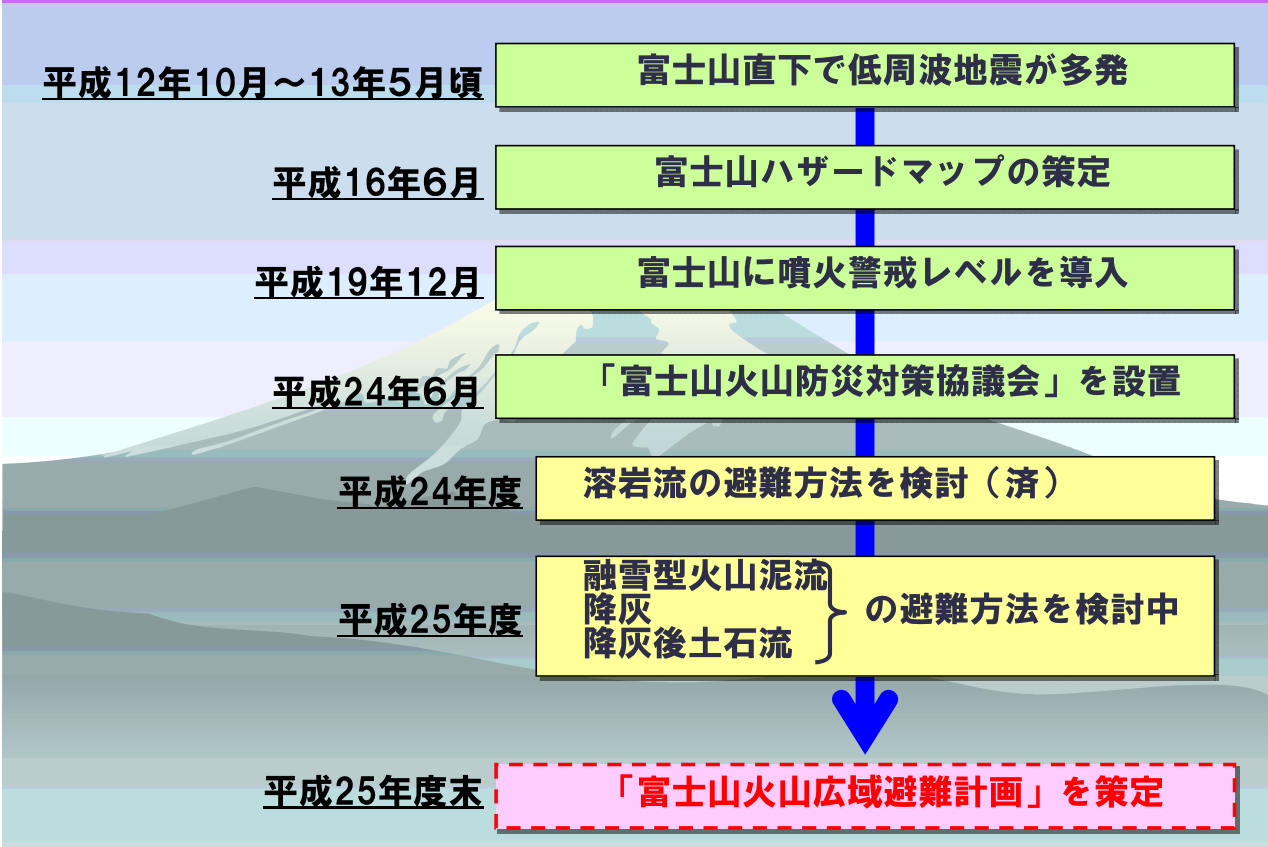 平成12年10月～13年5月頃
富士山直下で低周波地震が多発
平成16年6月
富士山ハザードマップの策定
平成19年12月
富士山に噴火警戒レベルを導入
平成24年6月
「富士山火山防災対策協議会」を設置
平成24年度
溶岩流の避難方法を検討（済）
平成25年度
融雪型火山泥流
降灰
降灰後土石流
の避難方法を検討中
平成25年度末
「富士山火山広域避難計画」を策定